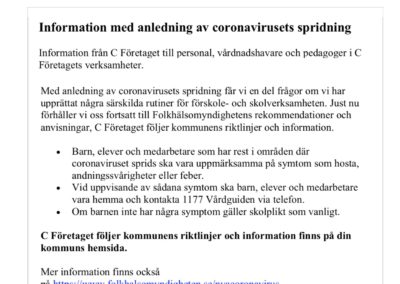 Information med anledning av coronavirusets spridning
Information från C Företaget till personal, vårdnadshavare och pedagoger i C
Företagets verksamheter.
Med anledning av coronavirusets spridning får vi en del frågor om vi har
upprättat några särskilda rutiner för förskole- och skolverksamheten. Just nu
förhåller vi oss fortsatt till Folkhälsomyndighetens rekommendationer och
anvisningar, C Företaget följer kommunens riktlinjer och information.
• Barn, elever och medarbetare som har rest i områden där
coronaviruset sprids ska vara uppmärksamma på symtom som hosta,
andningssvårigheter eller feber.
• Vid uppvisande av sådana symtom ska barn, elever och medarbetare
vara hemma och kontakta 1177 Vårdguiden via telefon.
• Om barnen inte har några symptom gäller skolplikt som vanligt.
C Företaget följer kommunens riktlinjer och information finns på din
kommuns hemsida.
Mer information finns också
på https://www.folkhalsomyndigheten.se/nyacoronavirus